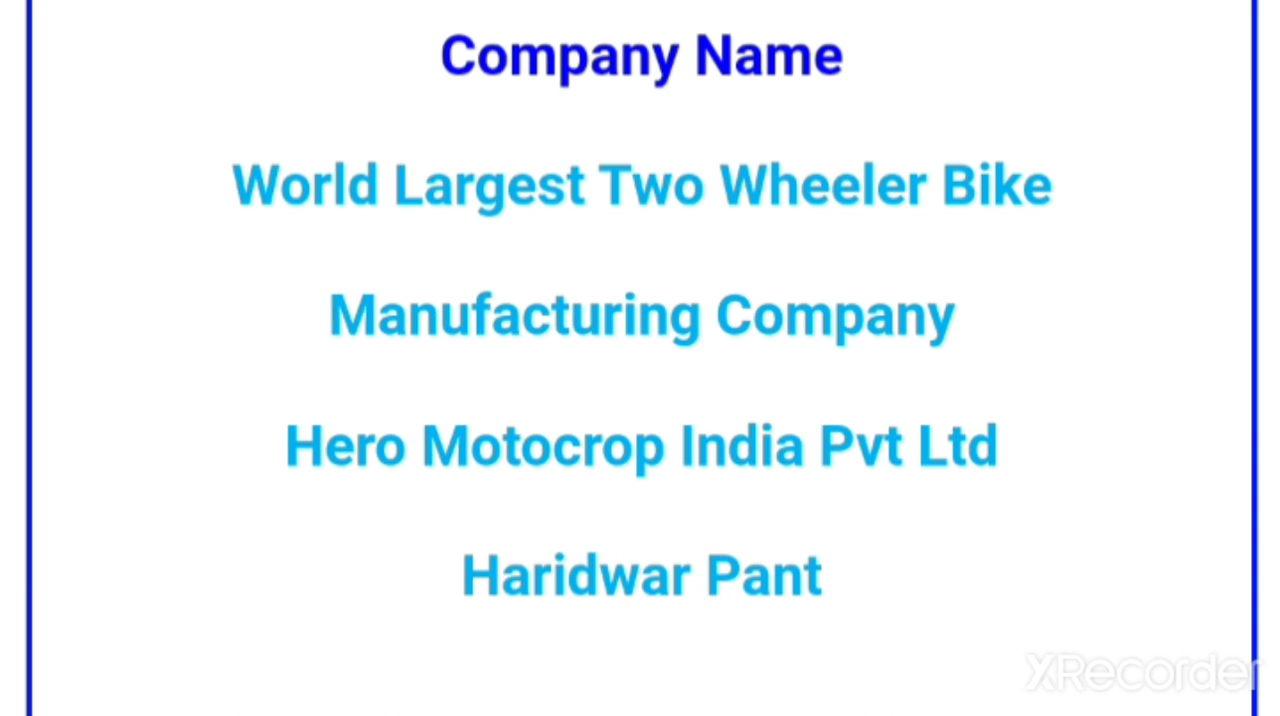 Company Name
World Largest Two Wheeler Bike
Manufacturing Company
Hero Motocrop India Pvt Ltd
Haridwar Pant
XRecorder